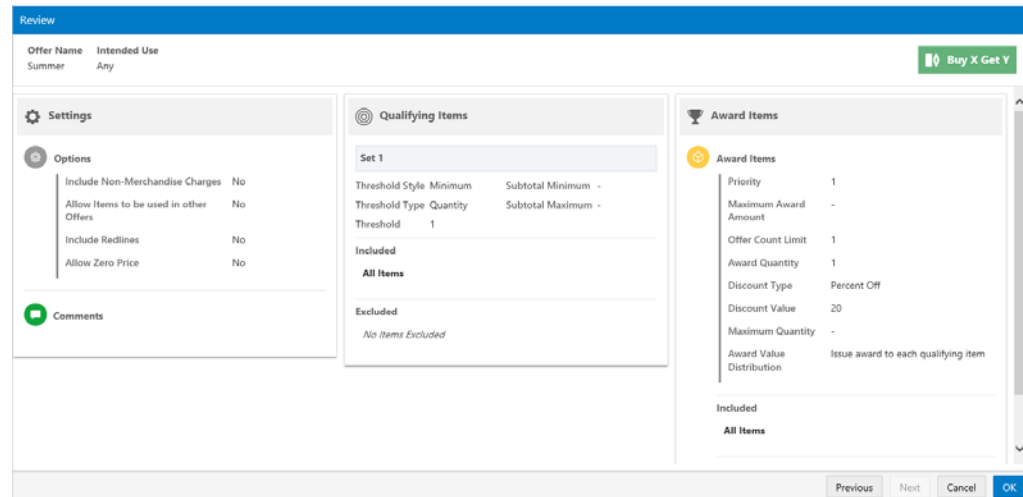 Review
Offer Name Intended Use
Summer Any
Buy X Get Y
Settings
Options
Include Non-Merchandise Charges No
Allow Items to be used in other No
Offers
Include Redlines No
Allow Zero Price No
Comments
Qualifying Items
Set 1
Threshold Style Minimum Subtotal Minimum -
Threshold Type Quantity Subtotal Maximum -
Threshold 1
Included
All Items
Excluded
No Items Excluded
Award Items
Award Items
Priority 1
Maximum Award -
Amount
Offer Count Limit 1
Award Quantity 1
Discount Type Percent Off
Discount Value 20
Maximum Quantity -
Award Value Issue award to each qualifying item
Distribution
Included
All Items
Previous Next Cancel OK